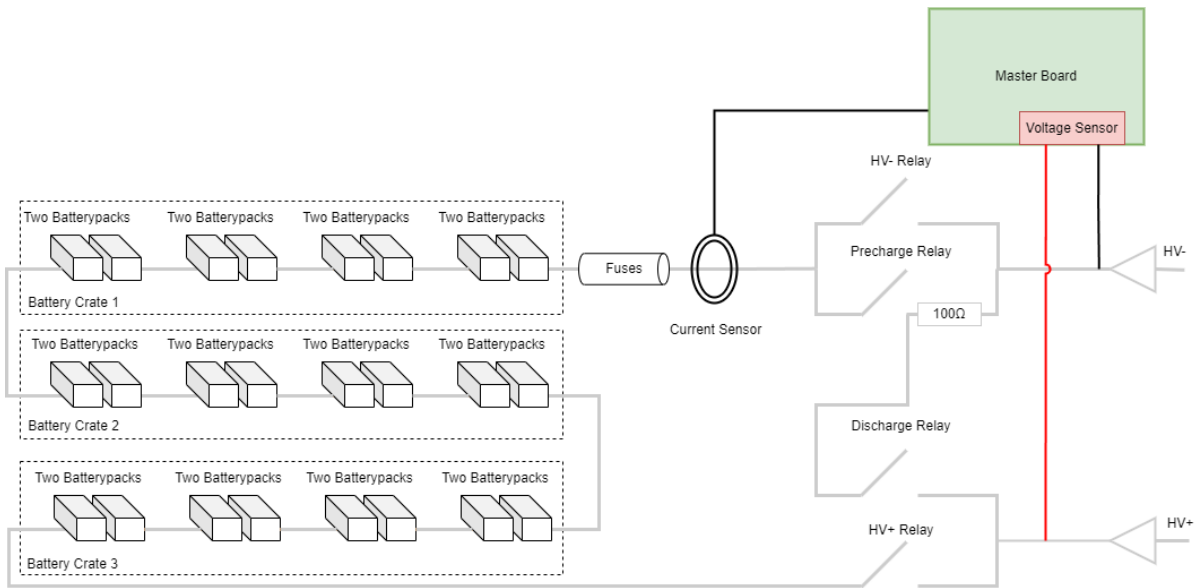 Master Board
Voltage Sensor
HV- Relay
Two Batterypacks Two Batterypacks Two Batterypacks Two Batterypacks
Precharge Relay
HV-
Fuses
Battery Crate 1
100Ω
Current Sensor
Two Batterypacks Two Batterypacks Two Batterypacks Two Batterypacks
Battery Crate 2
Discharge Relay
Two Batterypacks Two Batterypacks Two Batterypacks Two Batterypacks
HV+ Relay
HV+
Battery Crate 3